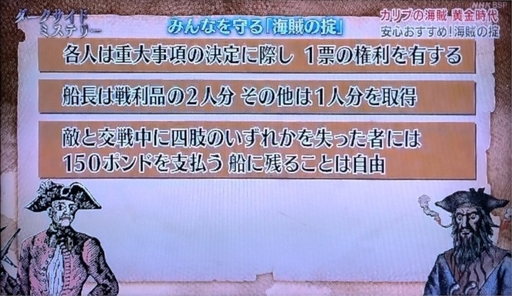 ダークサイド
ミステリー
NHK BSP
カリブの海賊 黄金時代
安心おすすめ!海賊の掟
みんなを守る「海賊の掟」
各人は重大事項の決定に際し 1票の権利を有する
船長は戦利品の2人分 その他は1人分を取得
敵と交戦中に四肢のいずれかを失った者には
150ポンドを支払う 船に残ることは自由